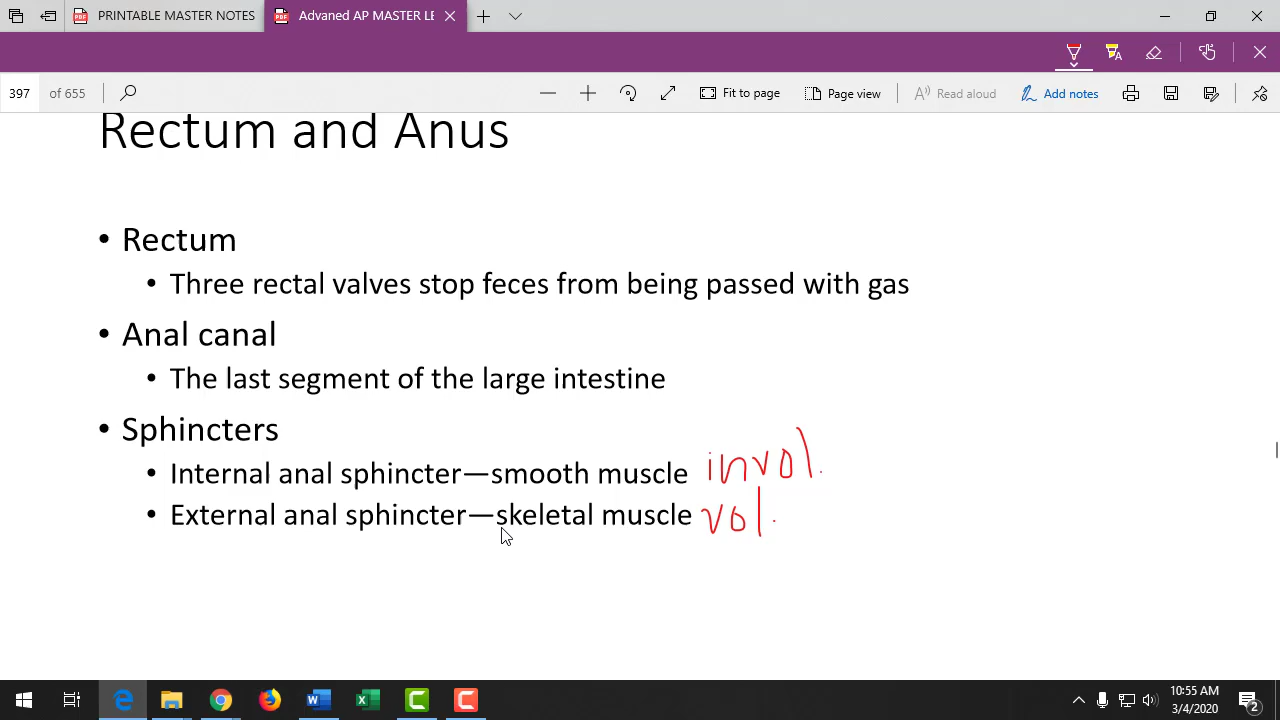 PRINTABLE MASTER NOTES
Advaned AP MASTER LE
397 of 655
Fit to page
Page view
Read aloud
Add notes
Rectum and Anus
• Rectum
• Three rectal valves stop feces from being passed with gas
• Anal canal
• The last segment of the large intestine
• Sphincters
• Internal anal sphincter—smooth muscle invol.
• External anal sphincter—skeletal muscle vol.
10:55 AM
3/4/2020
2